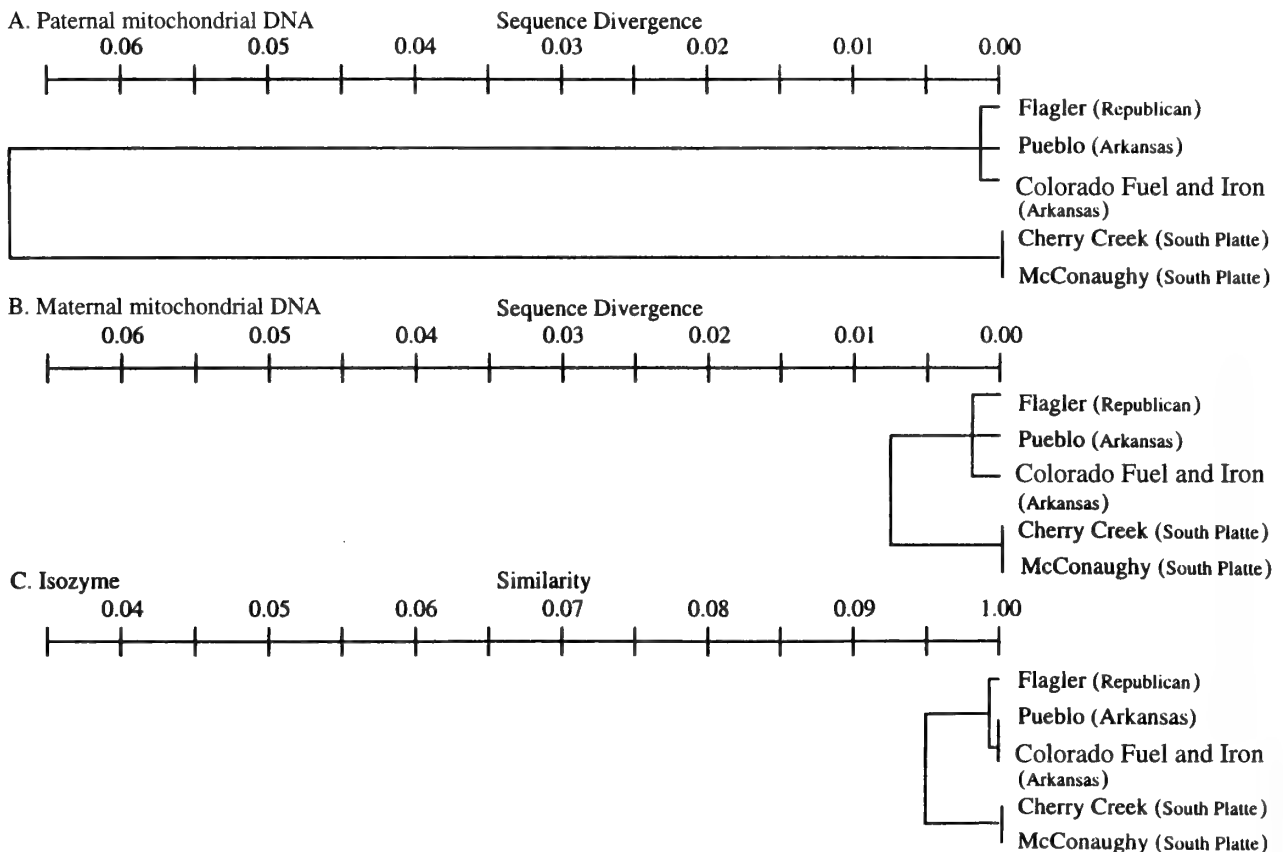 A. Paternal mitochondrial DNA Sequence Divergence
0.06 0.05 0.04 0.03 0.02 0.01 0.00
Flagler (Republican)
Pueblo (Arkansas)
Colorado Fuel and Iron
(Arkansas)
Cherry Creek (South Platte)
McConaughy (South Platte)
B. Maternal mitochondrial DNA Sequence Divergence
0.06 0.05 0.04 0.03 0.02 0.01 0.00
Flagler (Republican)
Pueblo (Arkansas)
Colorado Fuel and Iron
(Arkansas)
Cherry Creek (South Platte)
McConaughy (South Platte)
C. Isozyme Similarity
0.04 0.05 0.06 0.07 0.08 0.09 1.00
Flagler (Republican)
Pueblo (Arkansas)
Colorado Fuel and Iron
(Arkansas)
Cherry Creek (South Platte)
McConaughy (South Platte)